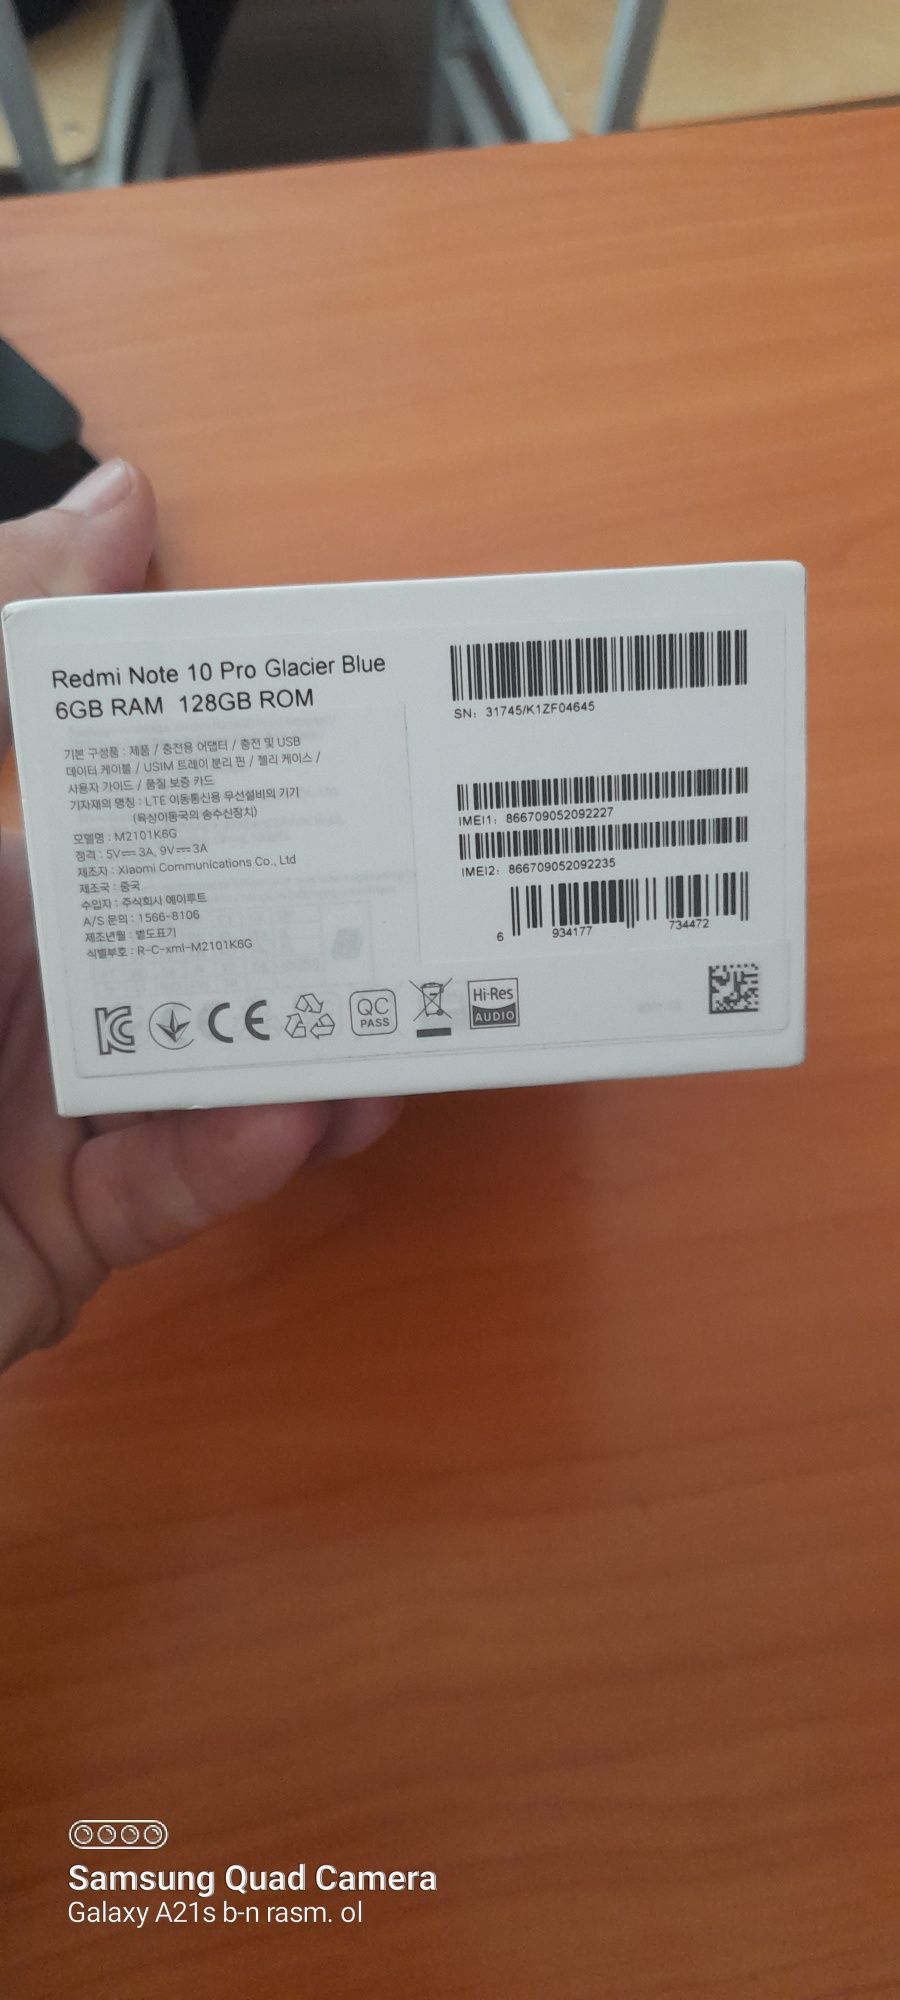 Redmi Note 10 Pro Glacier Blue
6GB RAM 128GB ROM
기본 구성품 : 제품 / 충전용 어댑터 / 충전 및 USB
데이터 케이블 / USIM 트레이 분리 핀 / 젤리 케이스 /
사용자 가이드 / 품질 보증 카드
기자재의 명칭 : LTE 이동통신용 무선설비의 기기
(육상이동국의 송수신장치)
모델명 : M2101K6G
정격 : 5V⎓3A, 9V⎓3A
제조자 : Xiaomi Communications Co., Ltd
제조국 : 중국
수입자 : 주식회사 에이루트
A/S 문의 : 1566-8106
제조년월 : 별도표기
식별부호 : R-C-xmI-M2101K6G
SN: 31745/K1ZF04645
IMEI1: 866709052092227
IMEI2: 866709052092235
6 934177 734472
CE
QC
PASS
Hi-Res
AUDIO
Samsung Quad Camera
Galaxy A21s b-n rasm. ol